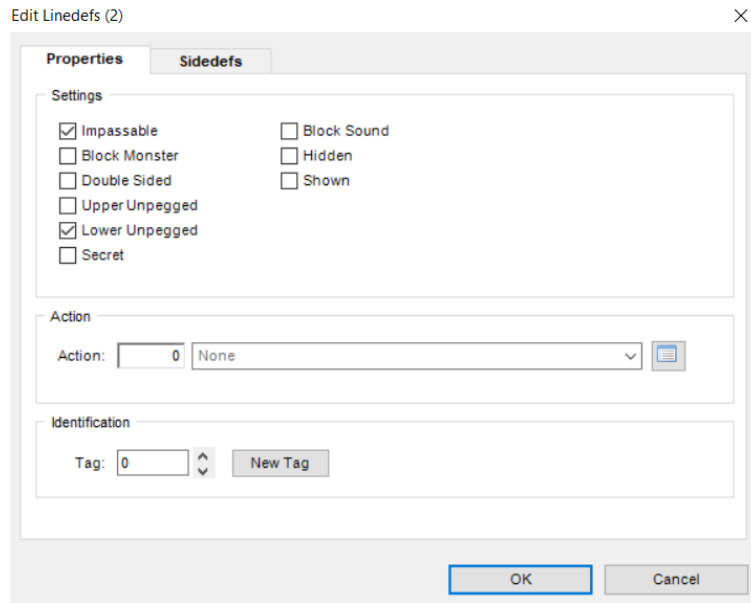 Edit Linedefs (2)
Properties Sidedefs
Settings
Impassable Block Sound
Block Monster Hidden
Double Sided Shown
Upper Unpegged
Lower Unpegged
Secret
Action
Action: 0 None
Identification
Tag: 0 New Tag
OK Cancel